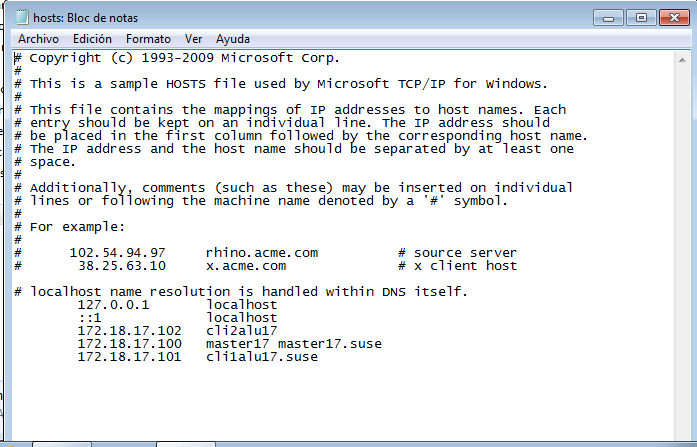 hosts: Bloc de notas
Archivo Edición Formato Ver Ayuda
# Copyright (c) 1993-2009 Microsoft Corp.
#
# This is a sample HOSTS file used by Microsoft TCP/IP for Windows.
#
# This file contains the mappings of IP addresses to host names. Each
# entry should be kept on an individual line. The IP address should
# be placed in the first column followed by the corresponding host name.
# The IP address and the host name should be separated by at least one
# space.
#
# Additionally, comments (such as these) may be inserted on individual
# lines or following the machine name denoted by a '#' symbol.
#
# For example:
#
#      102.54.94.97     rhino.acme.com          # source server
#       38.25.63.10     x.acme.com              # x client host

# localhost name resolution is handled within DNS itself.
        127.0.0.1       localhost
        ::1             localhost
        172.18.17.102   cli2alu17
        172.18.17.100   master17 master17.suse
        172.18.17.101   cli1alu17.suse